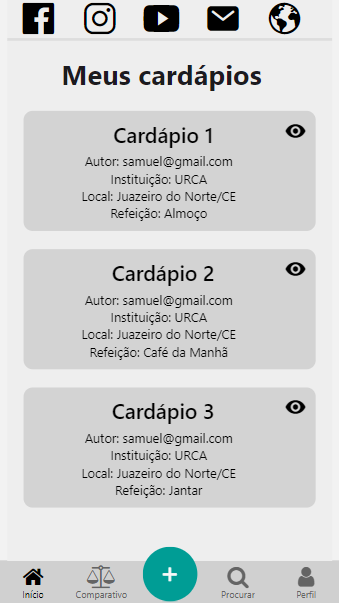 Meus cardápios
Cardápio 1
Autor: samuel@gmail.com
Instituição: URCA
Local: Juazeiro do Norte/CE
Refeição: Almoço
Cardápio 2
Autor: samuel@gmail.com
Instituição: URCA
Local: Juazeiro do Norte/CE
Refeição: Café da Manhã
Cardápio 3
Autor: samuel@gmail.com
Instituição: URCA
Local: Juazeiro do Norte/CE
Refeição: Jantar
Início Comparativo Procurar Perfil